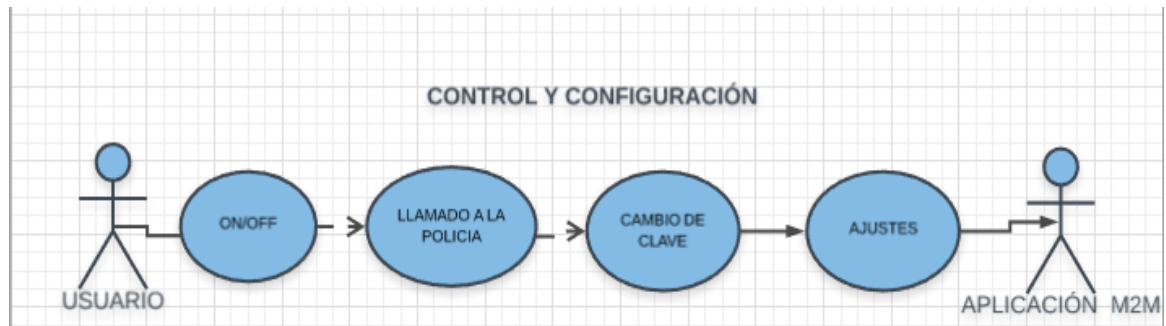 CONTROL Y CONFIGURACIÓN
ON/OFF
LLAMADO A LA
POLICIA
CAMBIO DE
CLAVE
AJUSTES
USUARIO
APLICACIÓN M2M